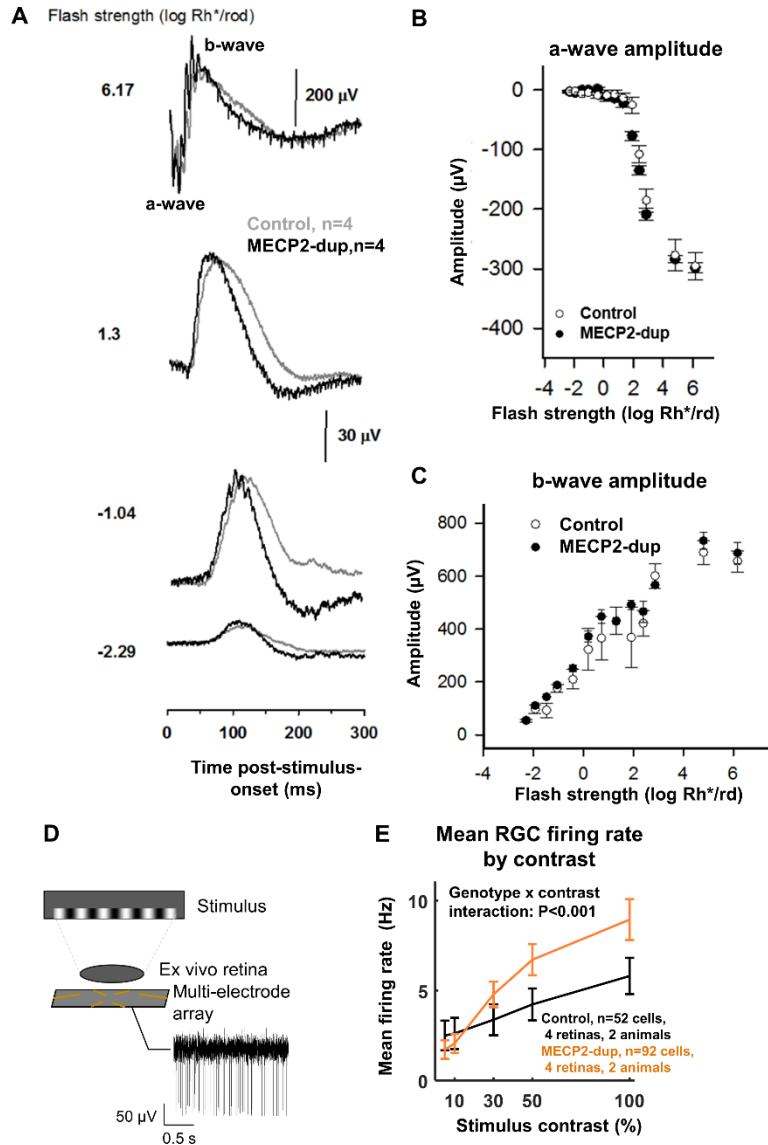 A
Flash strength (log Rh*/rod)
b-wave
6.17
200 µV
a-wave
Control, n=4
MECP2-dup,n=4
1.3
30 µV
-1.04
-2.29
0 100 200 300
Time post-stimulus-
onset (ms)
B
a-wave amplitude
0
-100
-200
-300
-400
Amplitude (µV)
Control
MECP2-dup
-4 -2 0 2 4 6
Flash strength (log Rh*/rd)
C
b-wave amplitude
800
600
400
200
0
Amplitude (µV)
Control
MECP2-dup
-4 -2 0 2 4 6
Flash strength (log Rh*/rd)
D
Stimulus
Ex vivo retina
Multi-electrode
array
50 µV
0.5 s
E
Mean RGC firing rate
by contrast
Genotype x contrast
interaction: P<0.001
10
5
0
Mean firing rate (Hz)
Control, n=52 cells,
4 retinas, 2 animals
MECP2-dup, n=92 cells,
4 retinas, 2 animals
10 30 50 100
Stimulus contrast (%)